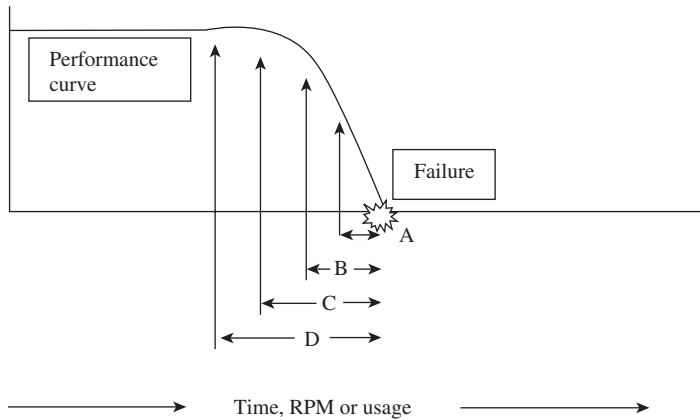 Performance
curve
Failure
A
B
C
D
Time, RPM or usage